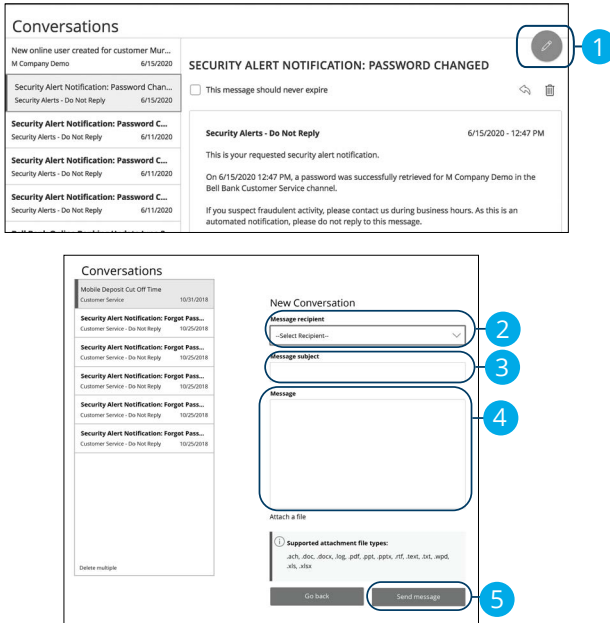 Conversations
New online user created for customer Mur...
M Company Demo 6/15/2020
Security Alert Notification: Password Chan...
Security Alerts - Do Not Reply 6/15/2020
Security Alert Notification: Password C...
Security Alerts - Do Not Reply 6/11/2020
Security Alert Notification: Password C...
Security Alerts - Do Not Reply 6/11/2020
Security Alert Notification: Password C...
Security Alerts - Do Not Reply 6/11/2020
1
SECURITY ALERT NOTIFICATION: PASSWORD CHANGED
This message should never expire
Security Alerts - Do Not Reply 6/15/2020 - 12:47 PM
This is your requested security alert notification.
On 6/15/2020 12:47 PM, a password was successfully retrieved for M Company Demo in the
Bell Bank Customer Service channel.
If you suspect fraudulent activity, please contact us during business hours. As this is an
automated notification, please do not reply to this message.
Conversations
Mobile Deposit Cut Off Time
Customer Service 10/31/2018
Security Alert Notification: Forgot Pass...
Customer Service - Do Not Reply 10/25/2018
Security Alert Notification: Forgot Pass...
Customer Service - Do Not Reply 10/25/2018
Security Alert Notification: Forgot Pass...
Customer Service - Do Not Reply 10/25/2018
Security Alert Notification: Forgot Pass...
Customer Service - Do Not Reply 10/25/2018
Security Alert Notification: Forgot Pass...
Customer Service - Do Not Reply 10/25/2018
Delete multiple
New Conversation
Message recipient
--Select Recipient--
2
Message subject
3
Message
4
Attach a file
Supported attachment file types:
.ach, .doc, .docx, .log, .pdf, .ppt, .pptx, .rtf, .text, .txt, .wpd,
.xls, .xlsx
Go back
Send message
5